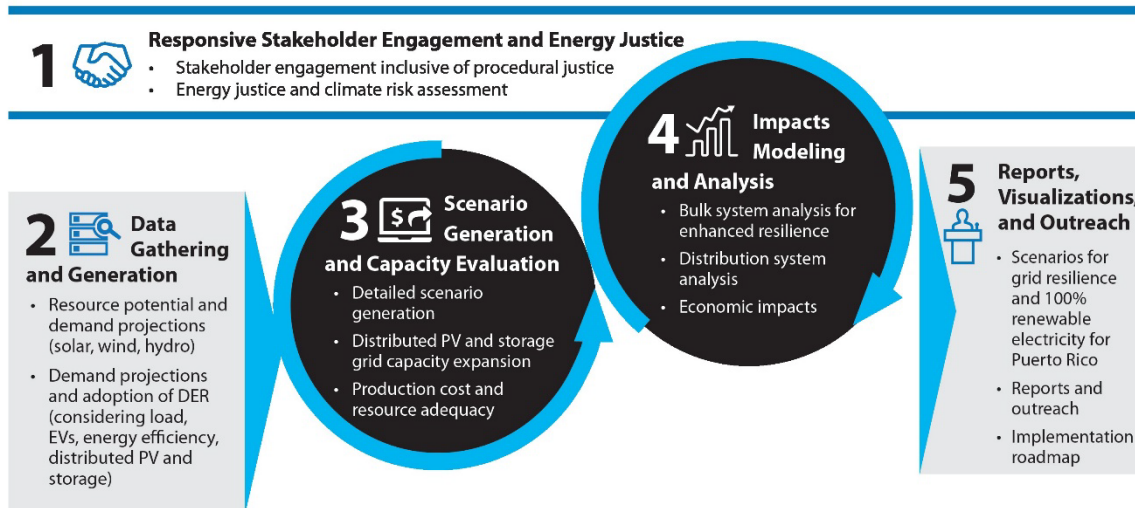 1
Responsive Stakeholder Engagement and Energy Justice
• Stakeholder engagement inclusive of procedural justice
• Energy justice and climate risk assessment
2
Data
Gathering
and Generation
• Resource potential and
demand projections
(solar, wind, hydro)
• Demand projections
and adoption of DER
(considering load,
EVs, energy efficiency,
distributed PV and
storage)
3
$
Scenario
Generation
and Capacity Evaluation
• Detailed scenario
generation
• Distributed PV and storage
grid capacity expansion
• Production cost and
resource adequacy
4
Impacts
Modeling
and Analysis
• Bulk system analysis for
enhanced resilience
• Distribution system
analysis
• Economic impacts
5
Reports,
Visualizations,
and Outreach
• Scenarios for
grid resilience
and 100%
renewable
electricity for
Puerto Rico
• Reports and
outreach
• Implementation
roadmap